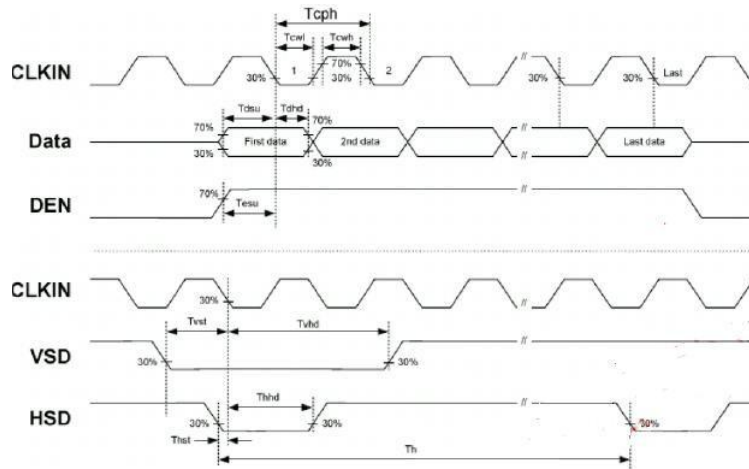 Tcph
Tcwl Tcwh
CLKIN 30% 1 70% 30% 2 // 30% 30% Last
Tdsu Tdhd
Data 70% 30% First data 70% 30% 2nd data // Last data
DEN 70% Tesu //
CLKIN 30% //
Tvst Tvhd
VSD 30% 30% //
Thhd
HSD 30% 30% // 30%
Thst
Th